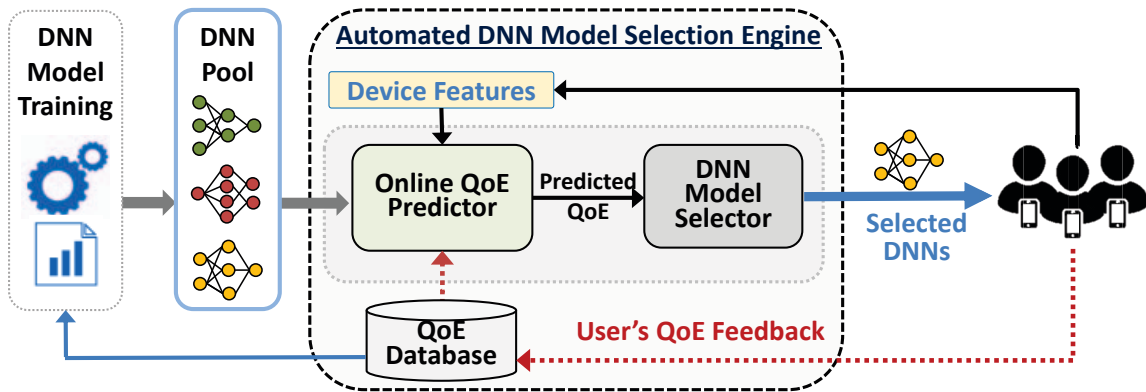 DNN
Model
Training
DNN
Pool
Automated DNN Model Selection Engine
Device Features
Online QoE
Predictor
Predicted
QoE
DNN
Model
Selector
Selected
DNNs
QoE
Database
User's QoE Feedback